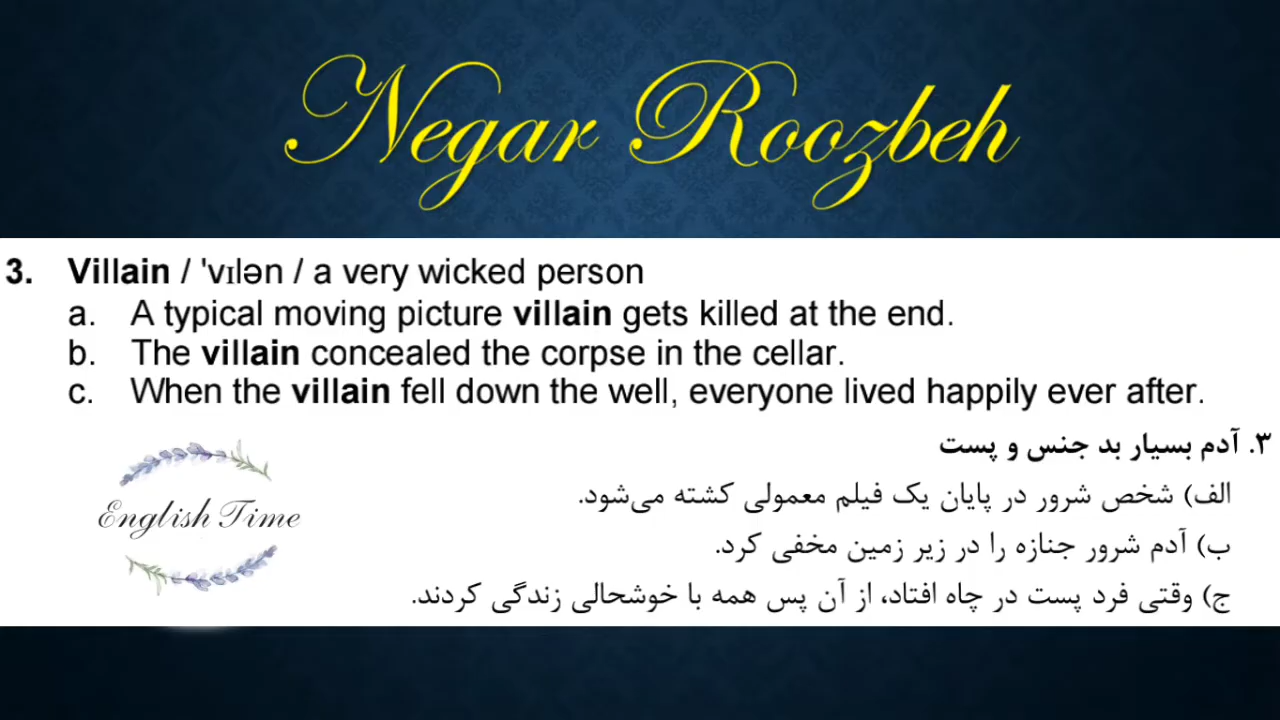 Negar Roozbeh
3. Villain / 'vɪlən / a very wicked person
a. A typical moving picture villain gets killed at the end.
b. The villain concealed the corpse in the cellar.
c. When the villain fell down the well, everyone lived happily ever after.
۳. آدم بسیار بد جنس و پست
الف) شخص شرور در پایان یک فیلم معمولی کشته می‌شود.
ب) آدم شرور جنازه را در زیر زمین مخفی کرد.
ج) وقتی فرد پست در چاه افتاد، از آن پس همه با خوشحالی زندگی کردند.
English Time